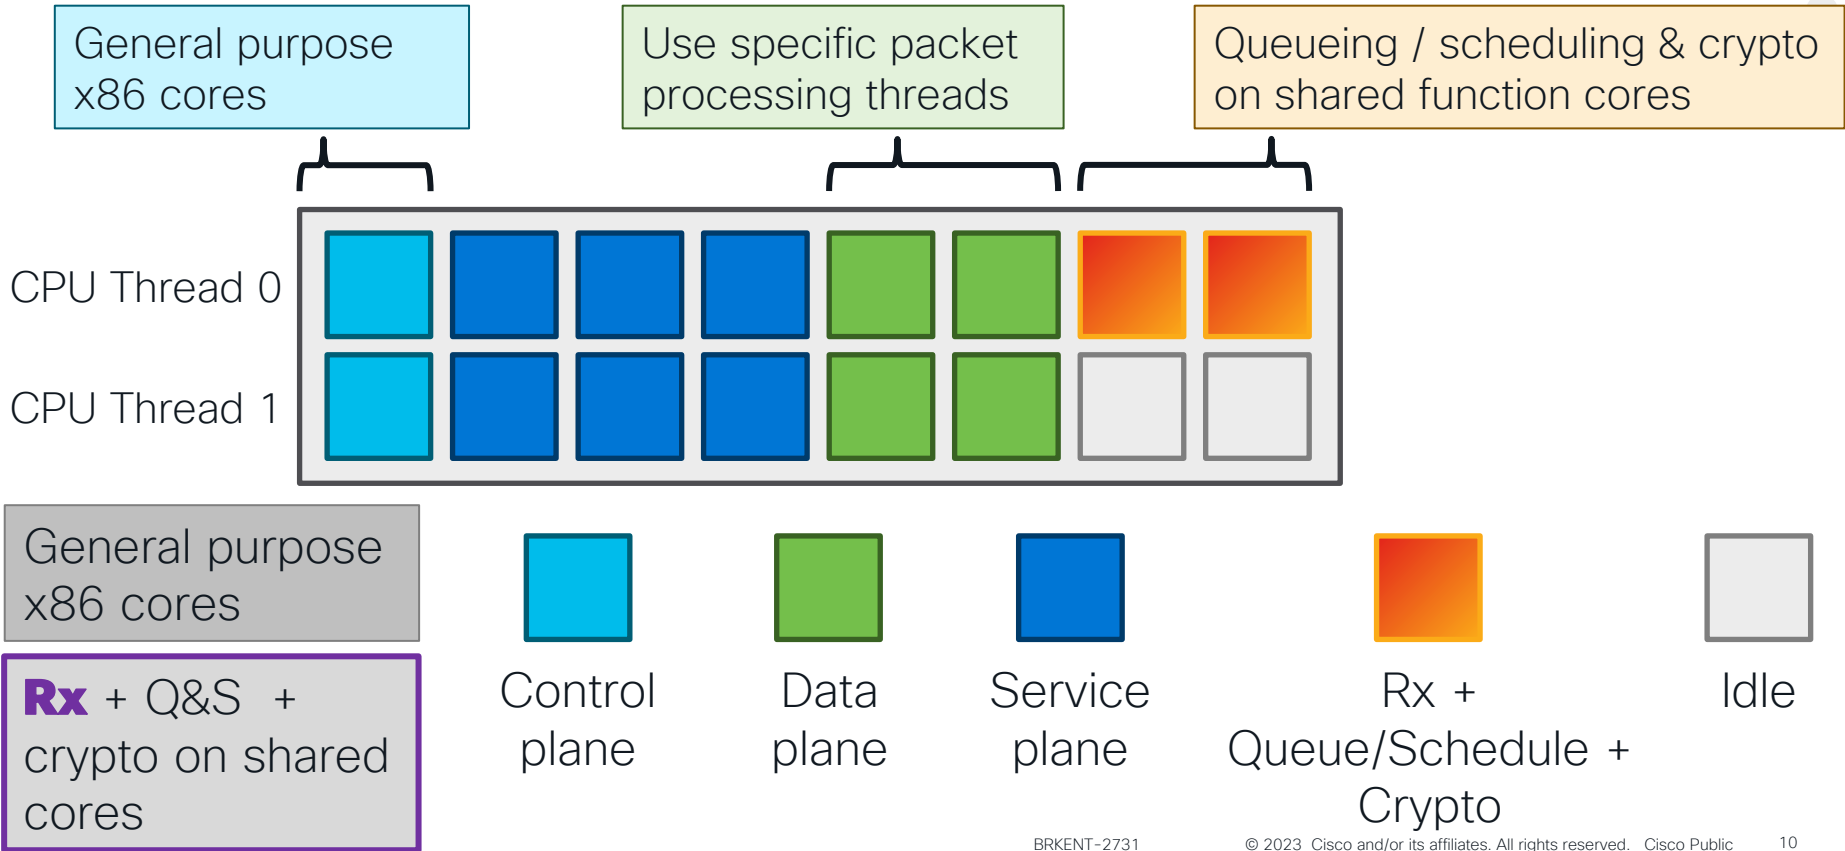 General purpose
x86 cores
Use specific packet
processing threads
Queueing / scheduling & crypto
on shared function cores
CPU Thread 0
CPU Thread 1
General purpose
x86 cores
Rx + Q&S +
crypto on shared
cores
Control
plane
Data
plane
Service
plane
Rx +
Queue/Schedule +
Crypto
Idle
BRKENT-2731
© 2023 Cisco and/or its affiliates. All rights reserved. Cisco Public
10